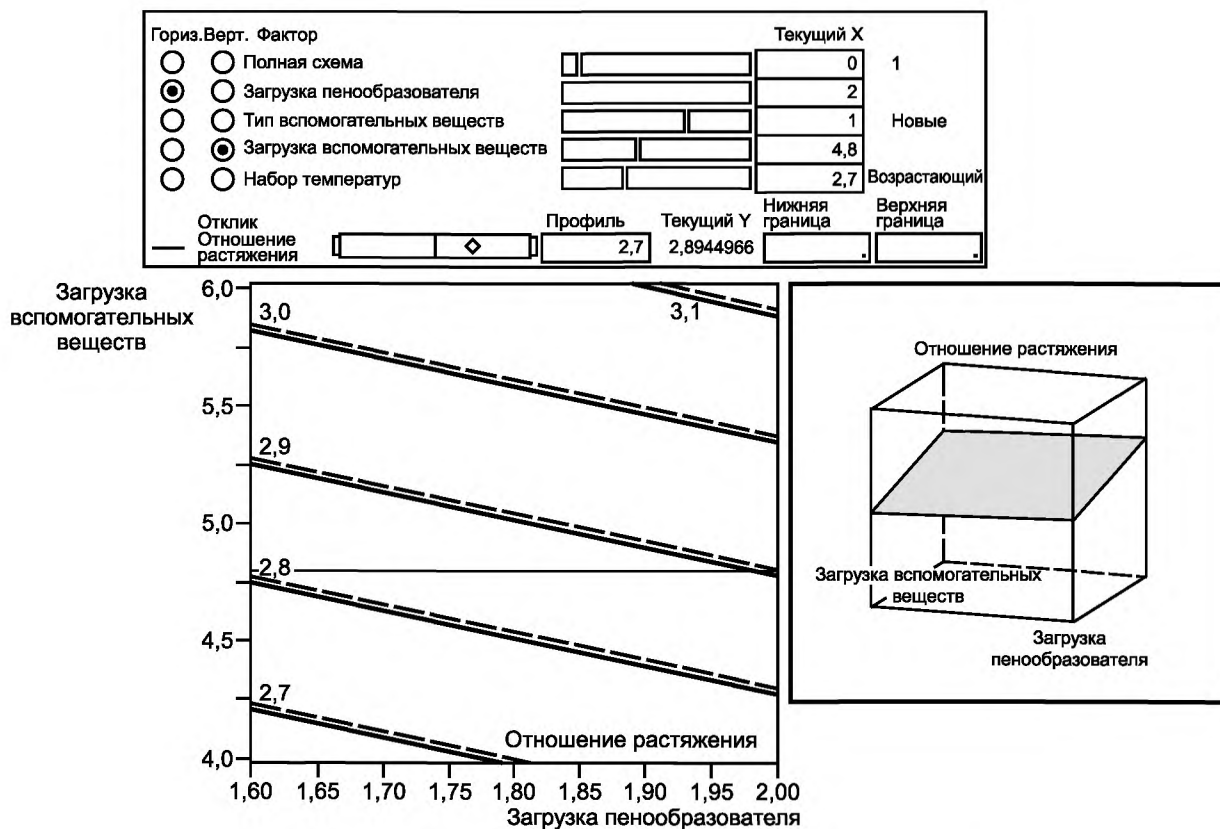 Гориз. Верт. Фактор Текущий X
Полная схема 0 1
Загрузка пенообразователя 2
Тип вспомогательных веществ 1 Новые
Загрузка вспомогательных веществ 4,8
Набор температур 2,7 Возрастающий
Отклик Профиль Текущий Y Нижняя граница Верхняя граница
Отношение растяжения 2,7 2,8944966 . .
Загрузка
вспомогательных
веществ
6,0
3,0
3,1
5,5
2,9
5,0
2,8
4,5
2,7
Отношение растяжения
4,0
1,60 1,65 1,70 1,75 1,80 1,85 1,90 1,95 2,00
Загрузка пенообразователя
Отношение растяжения
Загрузка вспомогательных
веществ
Загрузка
пенообразователя